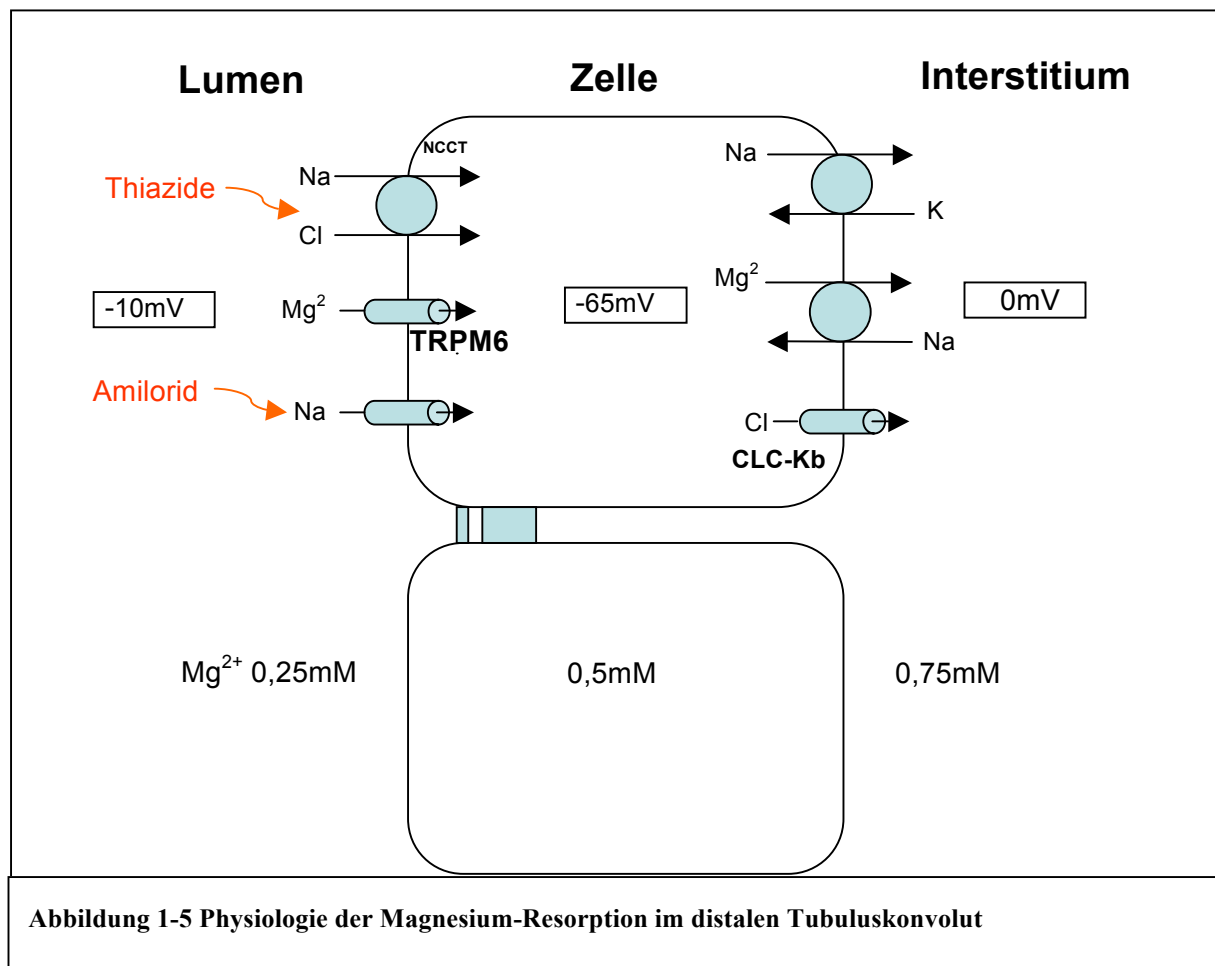 Lumen Zelle Interstitium
NCCT
Na
Na
Thiazide
Cl
K
Mg²
Mg²
-10mV
-65mV
0mV
TRPM6
Na
Amilorid
Na
Cl
CLC-Kb
Mg²⁺ 0,25mM 0,5mM 0,75mM
Abbildung 1-5 Physiologie der Magnesium-Resorption im distalen Tubuluskonvolut